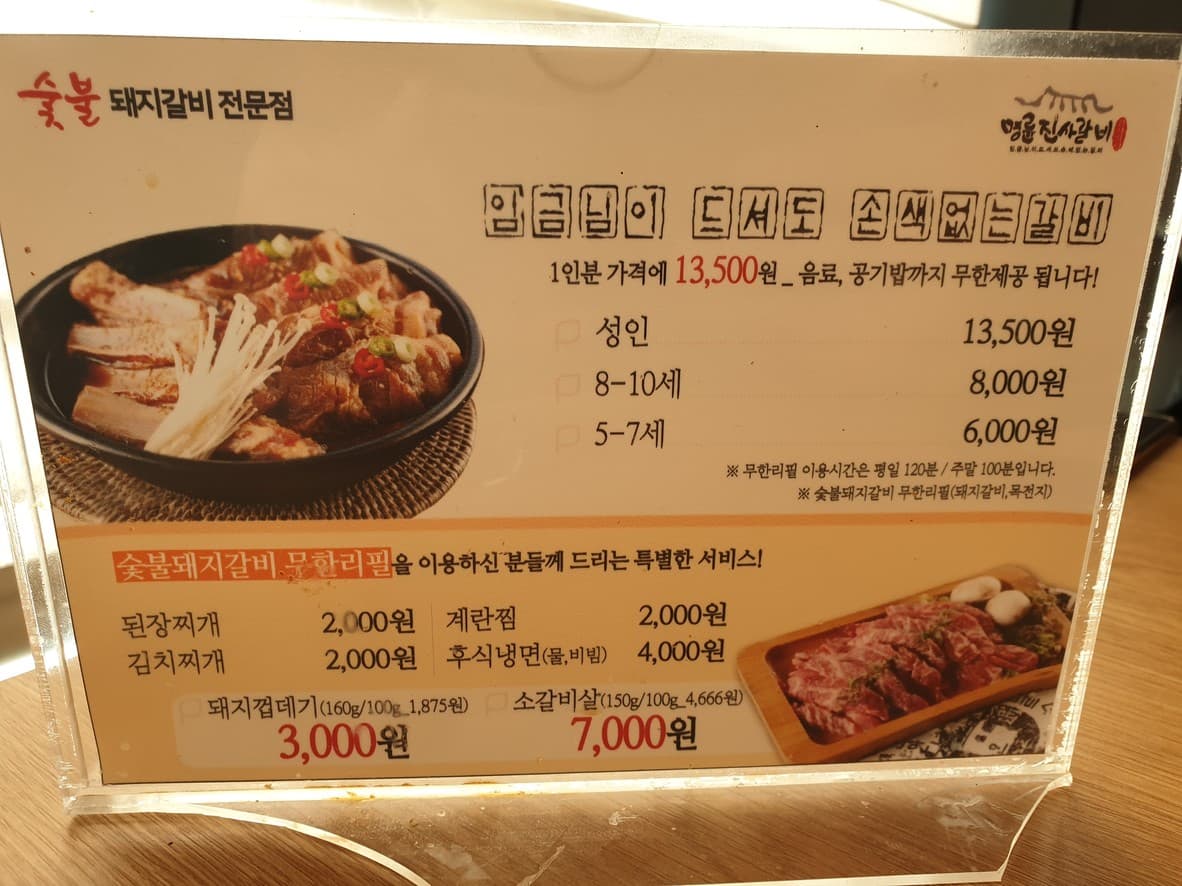 숯불 돼지갈비 전문점
명륜진사갈비
임금님이 드셔도 손색없는갈비
1인분 가격에 13,500원_음료, 공기밥까지 무한제공 됩니다!
성인 13,500원
8-10세 8,000원
5-7세 6,000원
※ 무한리필 이용시간은 평일 120분 / 주말 100분입니다.
※ 숯불돼지갈비 무한리필(돼지갈비,목전지)
숯불돼지갈비 무한리필을 이용하신 분들께 드리는 특별한 서비스!
된장찌개 2,000원 계란찜 2,000원
김치찌개 2,000원 후식냉면(물,비빔) 4,000원
돼지껍데기(160g/100g_1,875원) 소갈비살(150g/100g_4,666원)
3,000원 7,000원